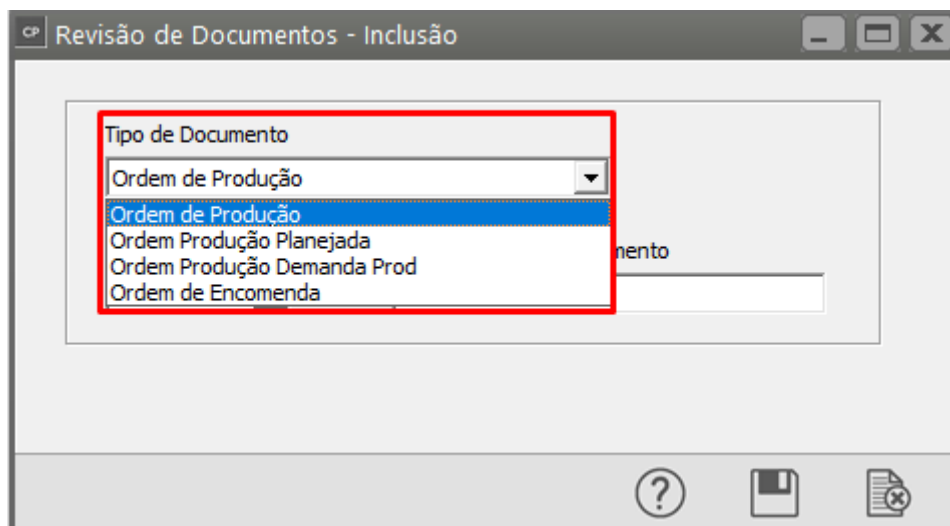 CP Revisão de Documentos - Inclusão
Tipo de Documento
Ordem de Produção
Ordem de Produção
Ordem Produção Planejada
Ordem Produção Demanda Prod
Ordem de Encomenda